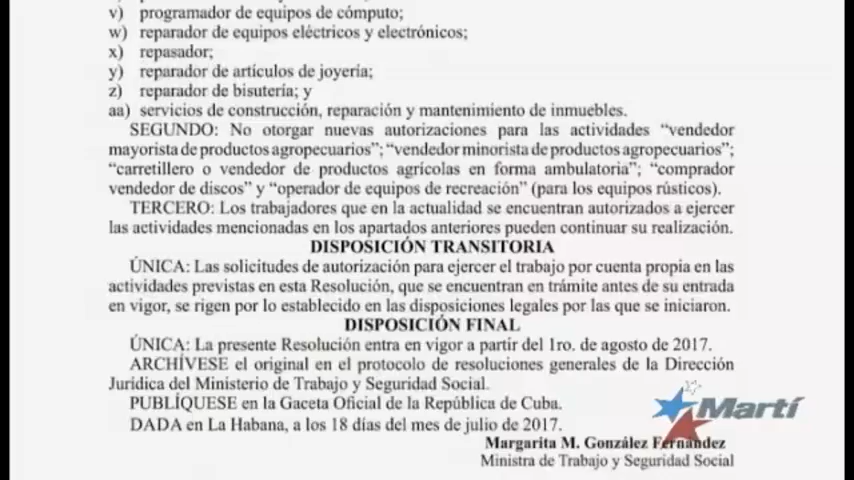 v) programador de equipos de cómputo;
w) reparador de equipos eléctricos y electrónicos;
x) repasador;
y) reparador de artículos de joyería;
z) reparador de bisutería; y
aa) servicios de construcción, reparación y mantenimiento de inmuebles.
SEGUNDO: No otorgar nuevas autorizaciones para las actividades “vendedor
mayorista de productos agropecuarios”; “vendedor minorista de productos agropecuarios”;
“carretillero o vendedor de productos agrícolas en forma ambulatoria”; “comprador
vendedor de discos” y “operador de equipos de recreación” (para los equipos rústicos).
TERCERO: Los trabajadores que en la actualidad se encuentran autorizados a ejercer
las actividades mencionadas en los apartados anteriores pueden continuar su realización.
DISPOSICIÓN TRANSITORIA
ÚNICA: Las solicitudes de autorización para ejercer el trabajo por cuenta propia en las
actividades previstas en esta Resolución, que se encuentran en trámite antes de su entrada
en vigor, se rigen por lo establecido en las disposiciones legales por las que se iniciaron.
DISPOSICIÓN FINAL
ÚNICA: La presente Resolución entra en vigor a partir del 1ro. de agosto de 2017.
ARCHÍVESE el original en el protocolo de resoluciones generales de la Dirección
Jurídica del Ministerio de Trabajo y Seguridad Social.
PUBLÍQUESE en la Gaceta Oficial de la República de Cuba.
DADA en La Habana, a los 18 días del mes de julio de 2017.
Martí
Margarita M. González Fernández
Ministra de Trabajo y Seguridad Social